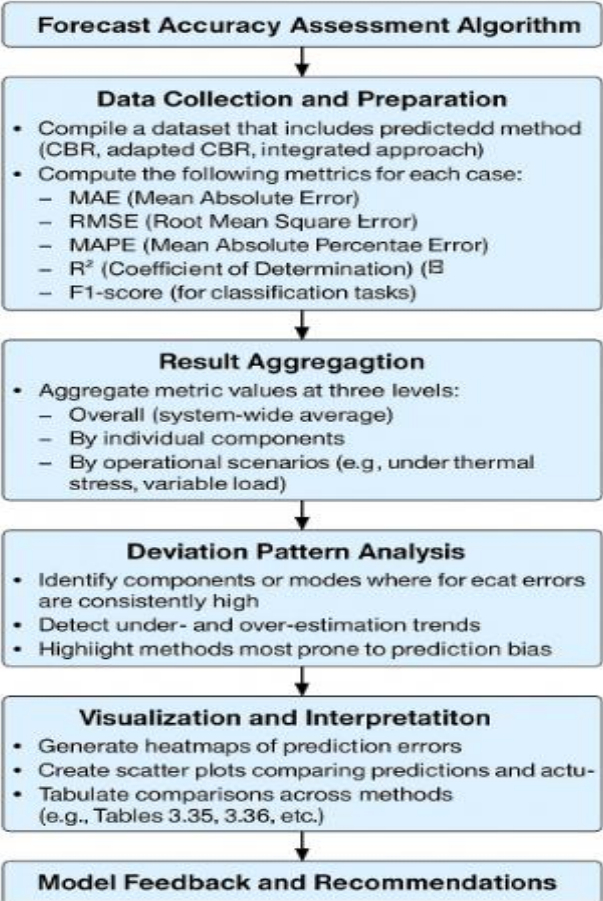 Forecast Accuracy Assessment Algorithm
Data Collection and Preparation
• Compile a dataset that includes predictedd method
(CBR, adapted CBR, integrated approach)
• Compute the following mettrics for each case:
– MAE (Mean Absolute Error)
– RMSE (Root Mean Square Error)
– MAPE (Mean Absolute Percentae Error)
– R² (Coefficient of Determination) (
– F1-score (for classification tasks)
Result Aggregagtion
• Aggregate metric values at three levels:
– Overall (system-wide average)
– By individual components
– By operational scenarios (e.g, under thermal
stress, variable load)
Deviation Pattern Analysis
• Identify components or modes where for ecat errors
are consistently high
• Detect under- and over-estimation trends
• Highiight methods most prone to prediction bias
Visualization and Interpretatiton
• Generate heatmaps of prediction errors
• Create scatter plots comparing predictions and actu-
• Tabulate comparisons across methods
(e.g., Tables 3.35, 3.36, etc.)
Model Feedback and Recommendations